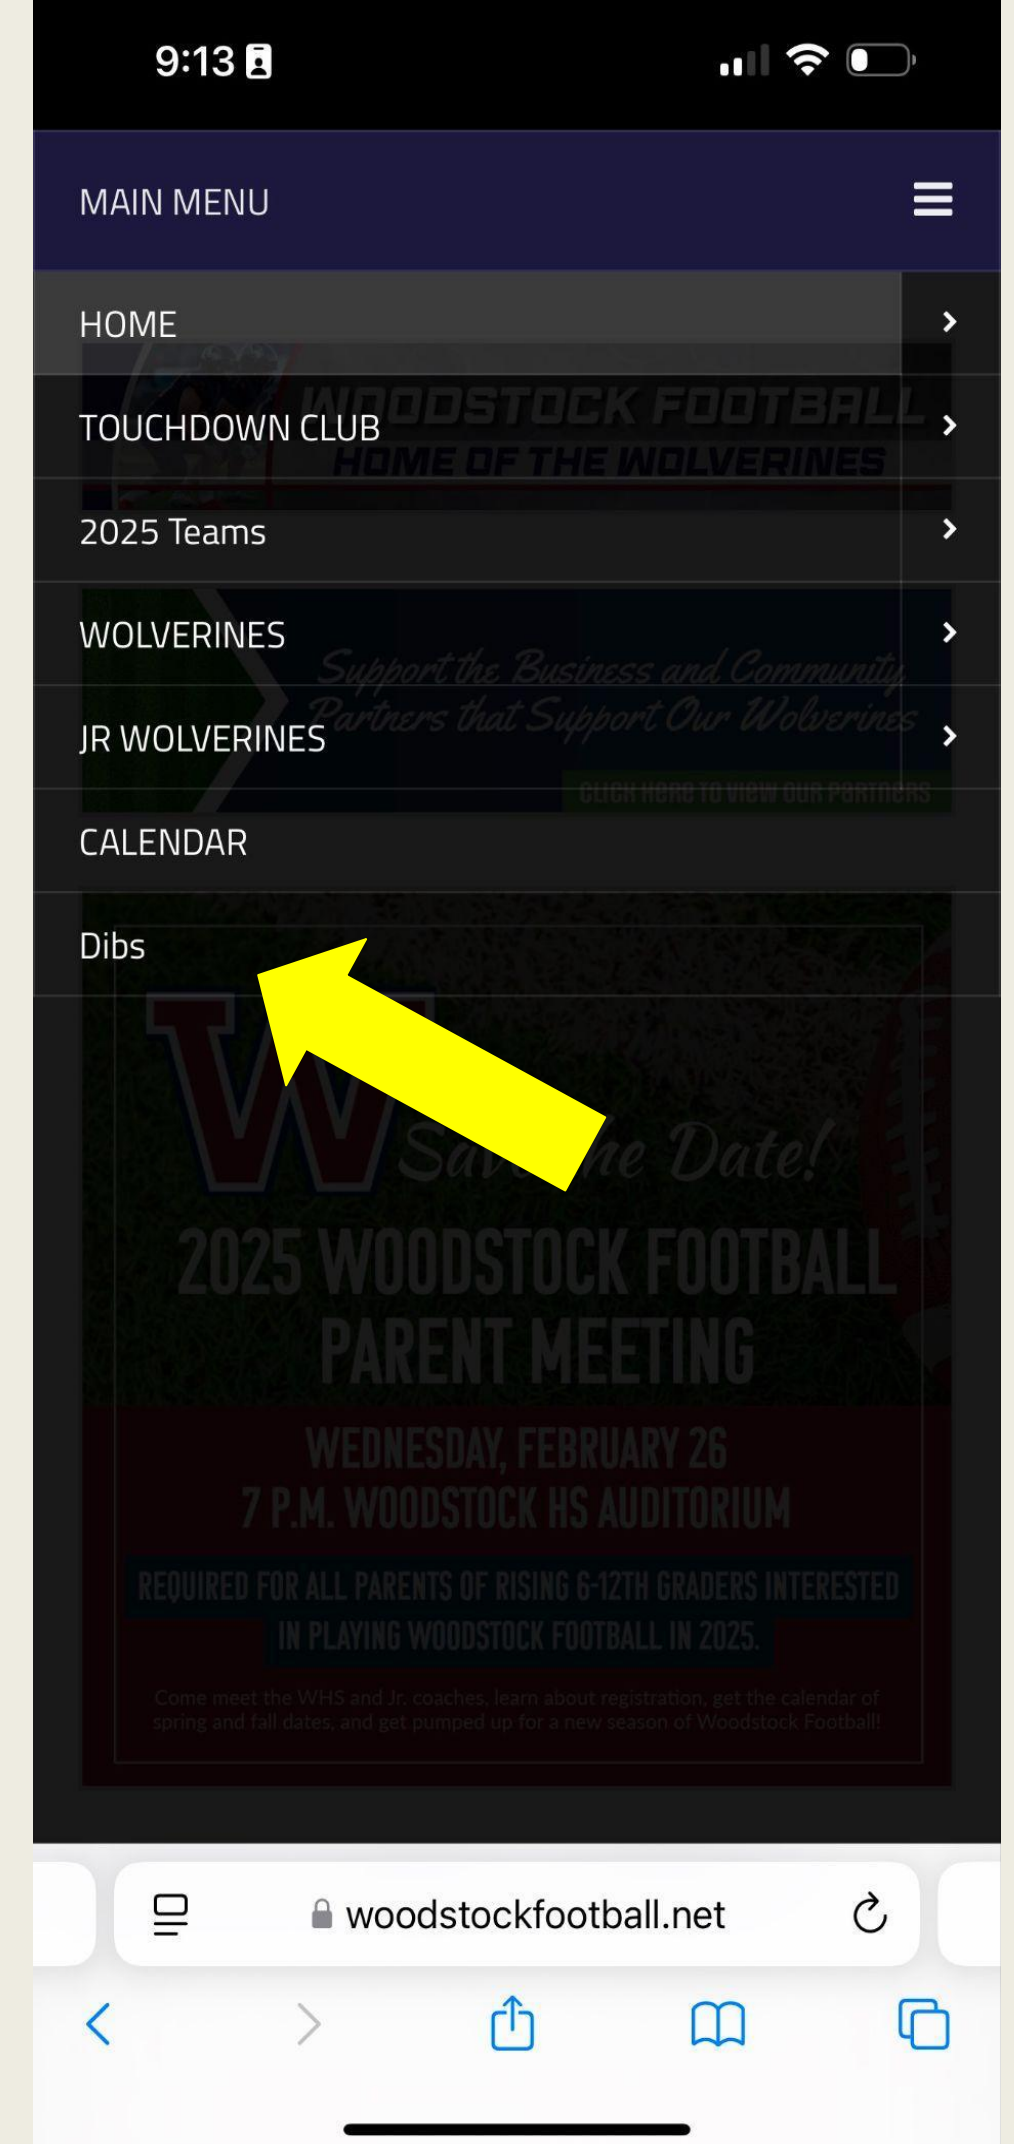 9:13
MAIN MENU
HOME
WOODSTOCK FOOTBALL
TOUCHDOWN CLUB
HOME OF THE WOLVERINES
2025 Teams
WOLVERINES
Support the Business and Community
Partners that Support Our Wolverines
JR WOLVERINES
CLICK HERE TO VIEW OUR PARTNERS
CALENDAR
Dibs
W
Date!
2025 WOODSTOCK FOOTBALL
PARENT MEETING
WEDNESDAY, FEBRUARY 26
7 P.M. WOODSTOCK HS AUDITORIUM
REQUIRED FOR ALL PARENTS OF RISING 6-12TH GRADERS INTERESTED
IN PLAYING WOODSTOCK FOOTBALL IN 2025.
Come meet the WHS and Jr. coaches, learn about registration, get the calendar of
spring and fall dates, and get pumped up for a new season of Woodstock Football!
woodstockfootball.net